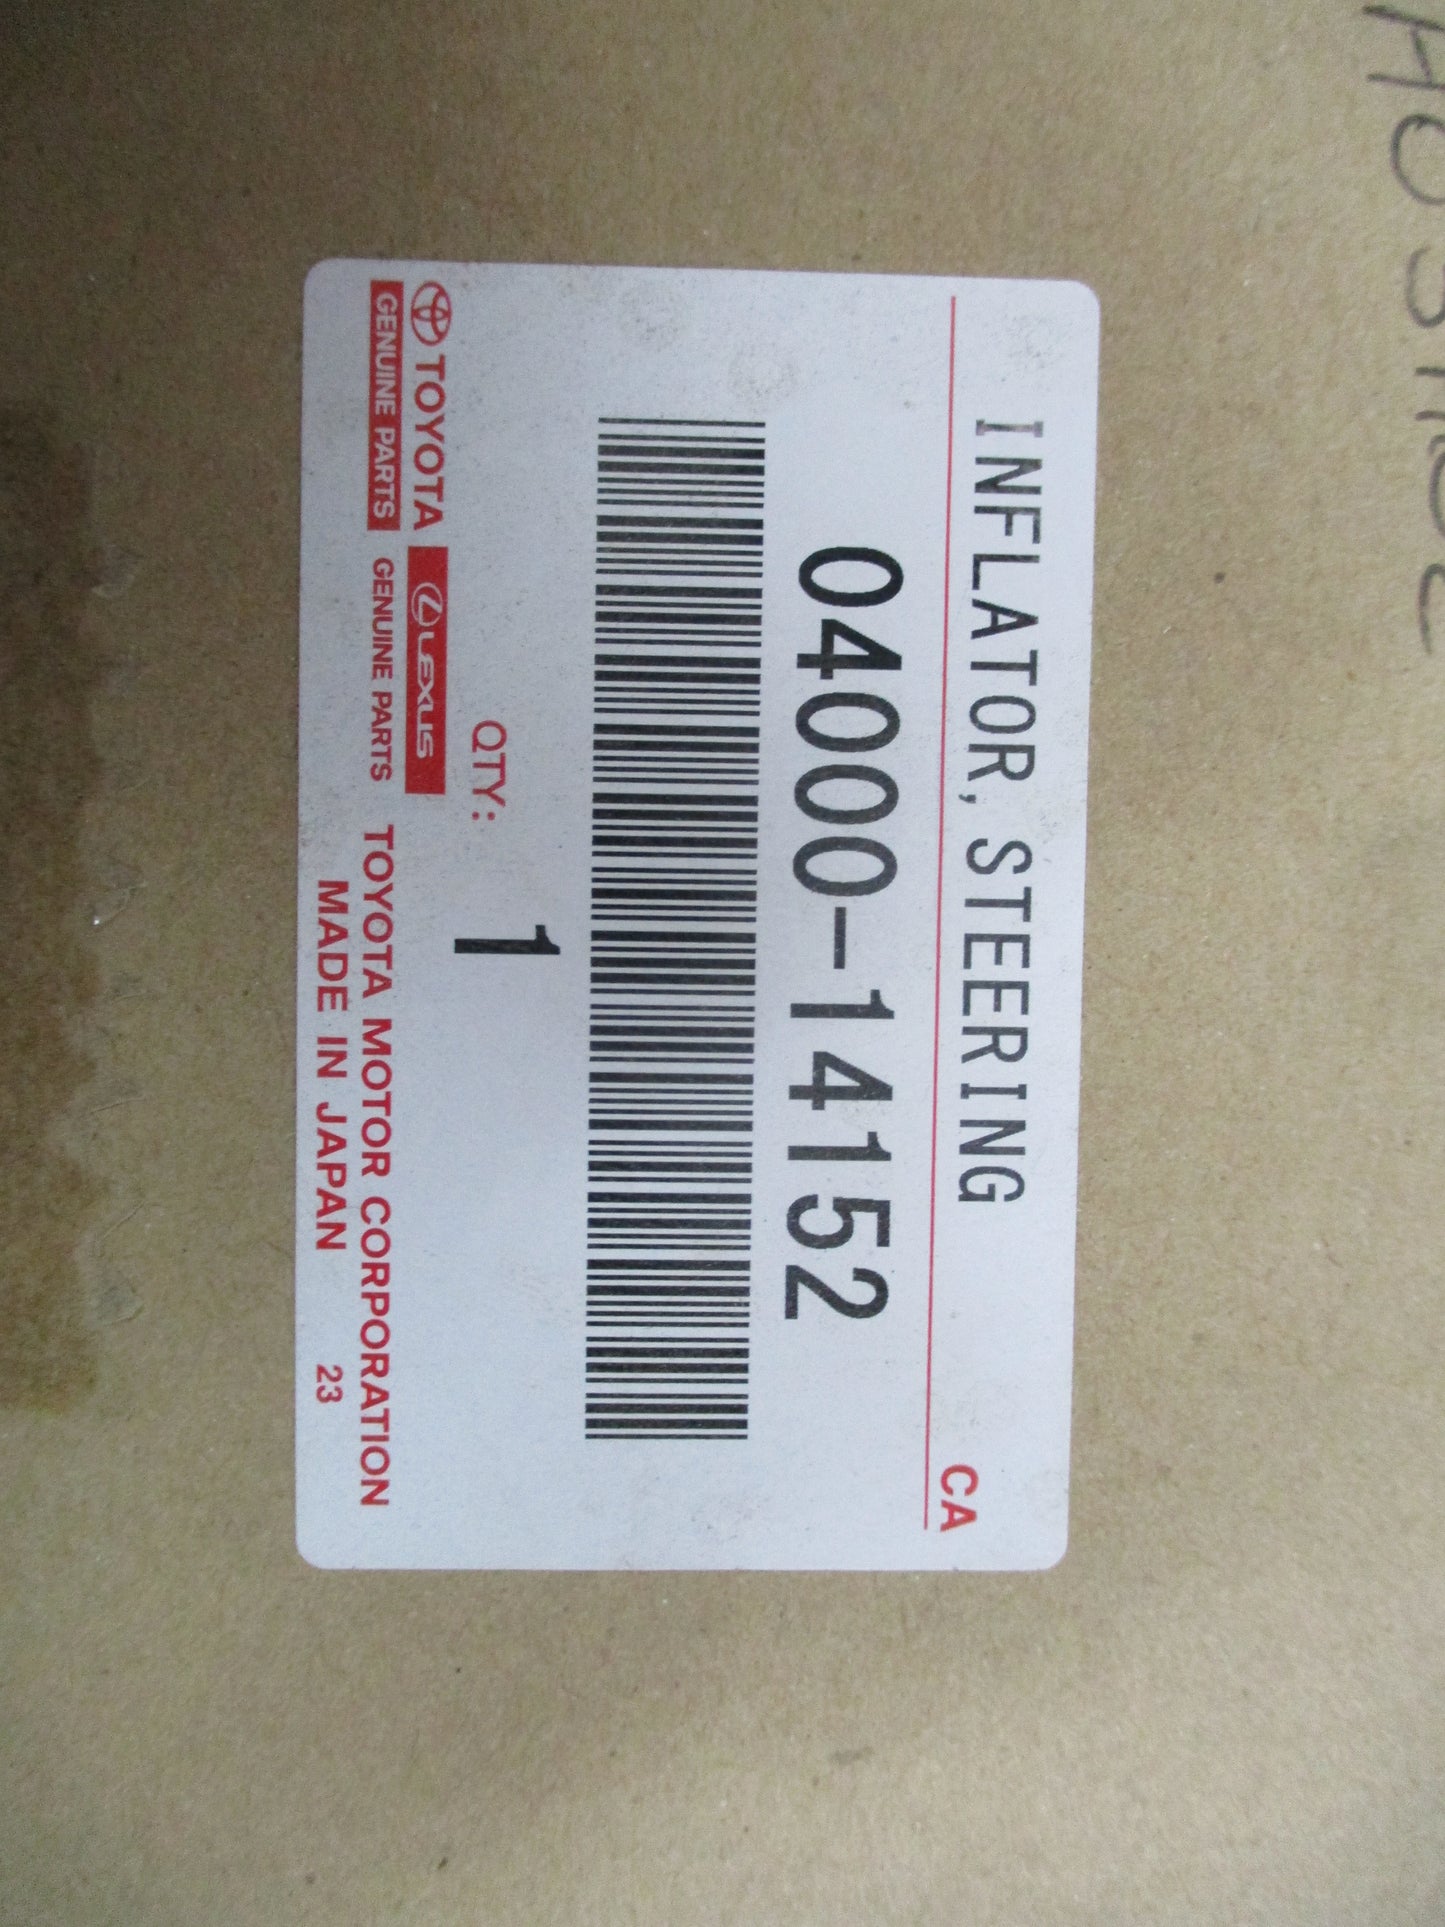 INFLATOR, STEERING
CA
04000-14152
QTY: 1
TOYOTA LEXUS
GENUINE PARTS GENUINE PARTS
TOYOTA MOTOR CORPORATION
MADE IN JAPAN 23